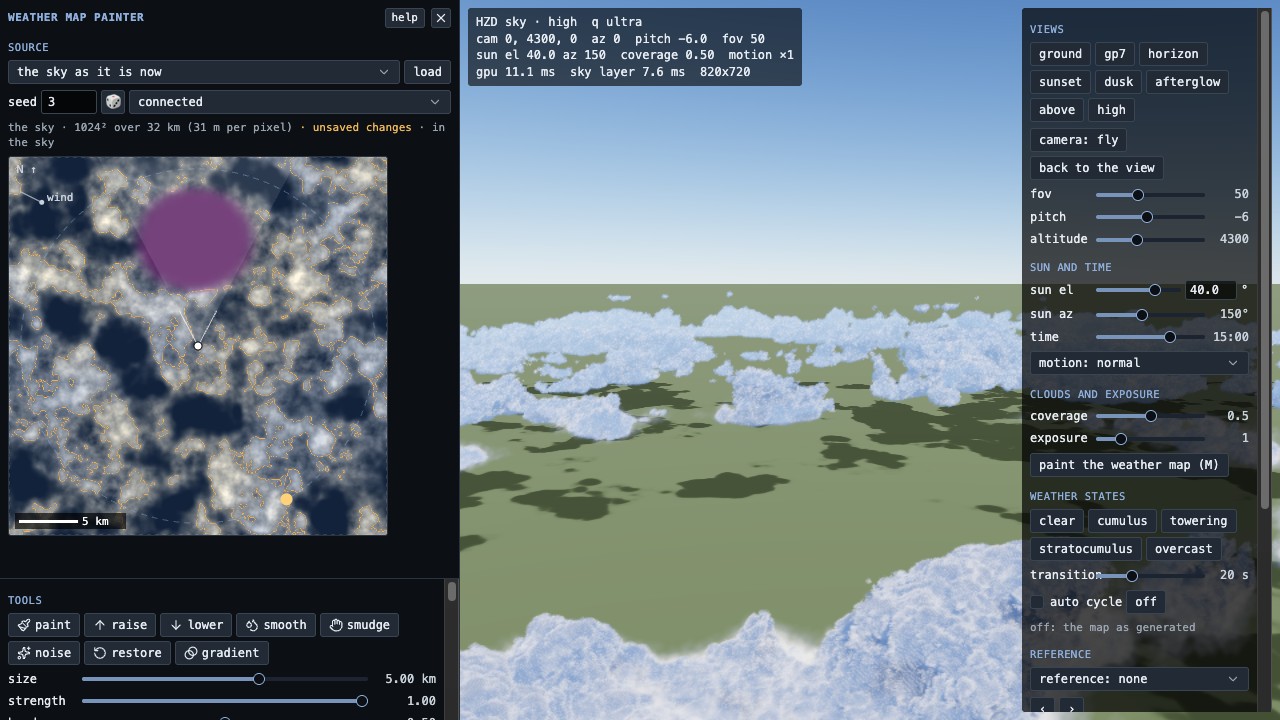 WEATHER MAP PAINTER
help
SOURCE
the sky as it is now
load
seed 3 connected
the sky · 1024² over 32 km (31 m per pixel) · unsaved changes · in
the sky
N ↑
wind
5 km
TOOLS
paint raise lower smooth smudge
noise restore gradient
size 5.00 km
strength 1.00
HZD sky · high q ultra
cam 0, 4300, 0 az 0 pitch −6.0 fov 50
sun el 40.0 az 150 coverage 0.50 motion ×1
gpu 11.1 ms sky layer 7.6 ms 820x720
VIEWS
ground gp7 horizon
sunset dusk afterglow
above high
camera: fly
back to the view
fov 50
pitch −6
altitude 4300
SUN AND TIME
sun el 40.0 °
sun az 150°
time 15:00
motion: normal
CLOUDS AND EXPOSURE
coverage 0.5
exposure 1
paint the weather map (M)
WEATHER STATES
clear cumulus towering
stratocumulus overcast
transition 20 s
auto cycle off
off: the map as generated
REFERENCE
reference: none
‹ ›